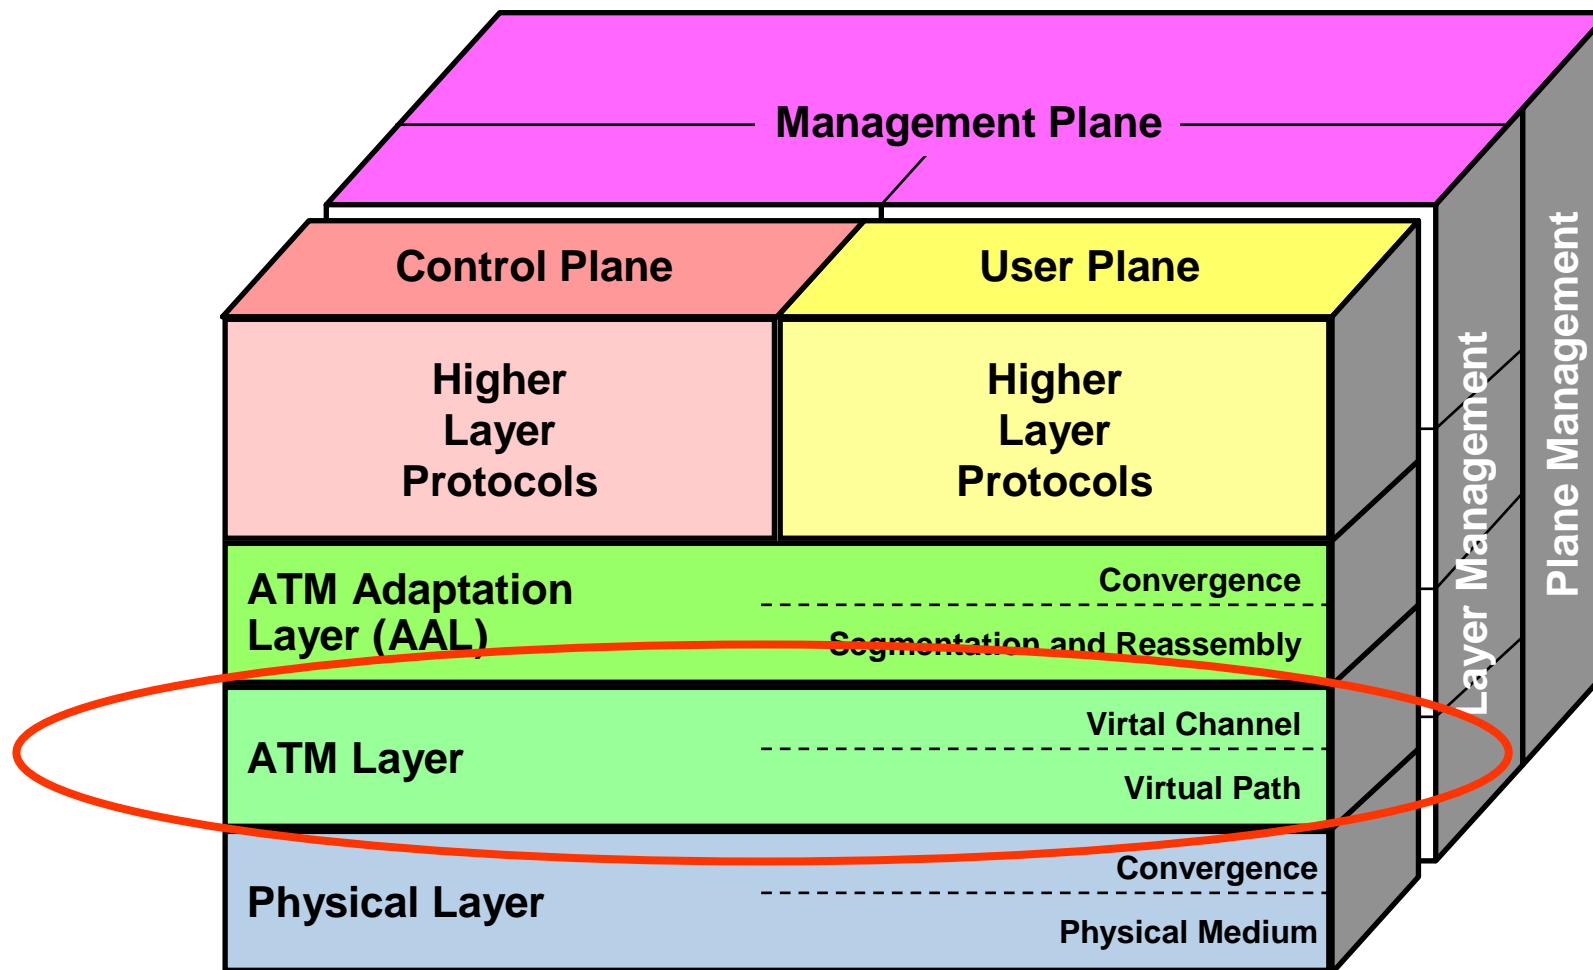 Management Plane
Control Plane
User Plane
Higher
Layer
Protocols
Higher
Layer
Protocols
ATM Adaptation
Layer (AAL)
Convergence
Segmentation and Reassembly
ATM Layer
Virtal Channel
Virtual Path
Physical Layer
Convergence
Physical Medium
Layer Management
Plane Management